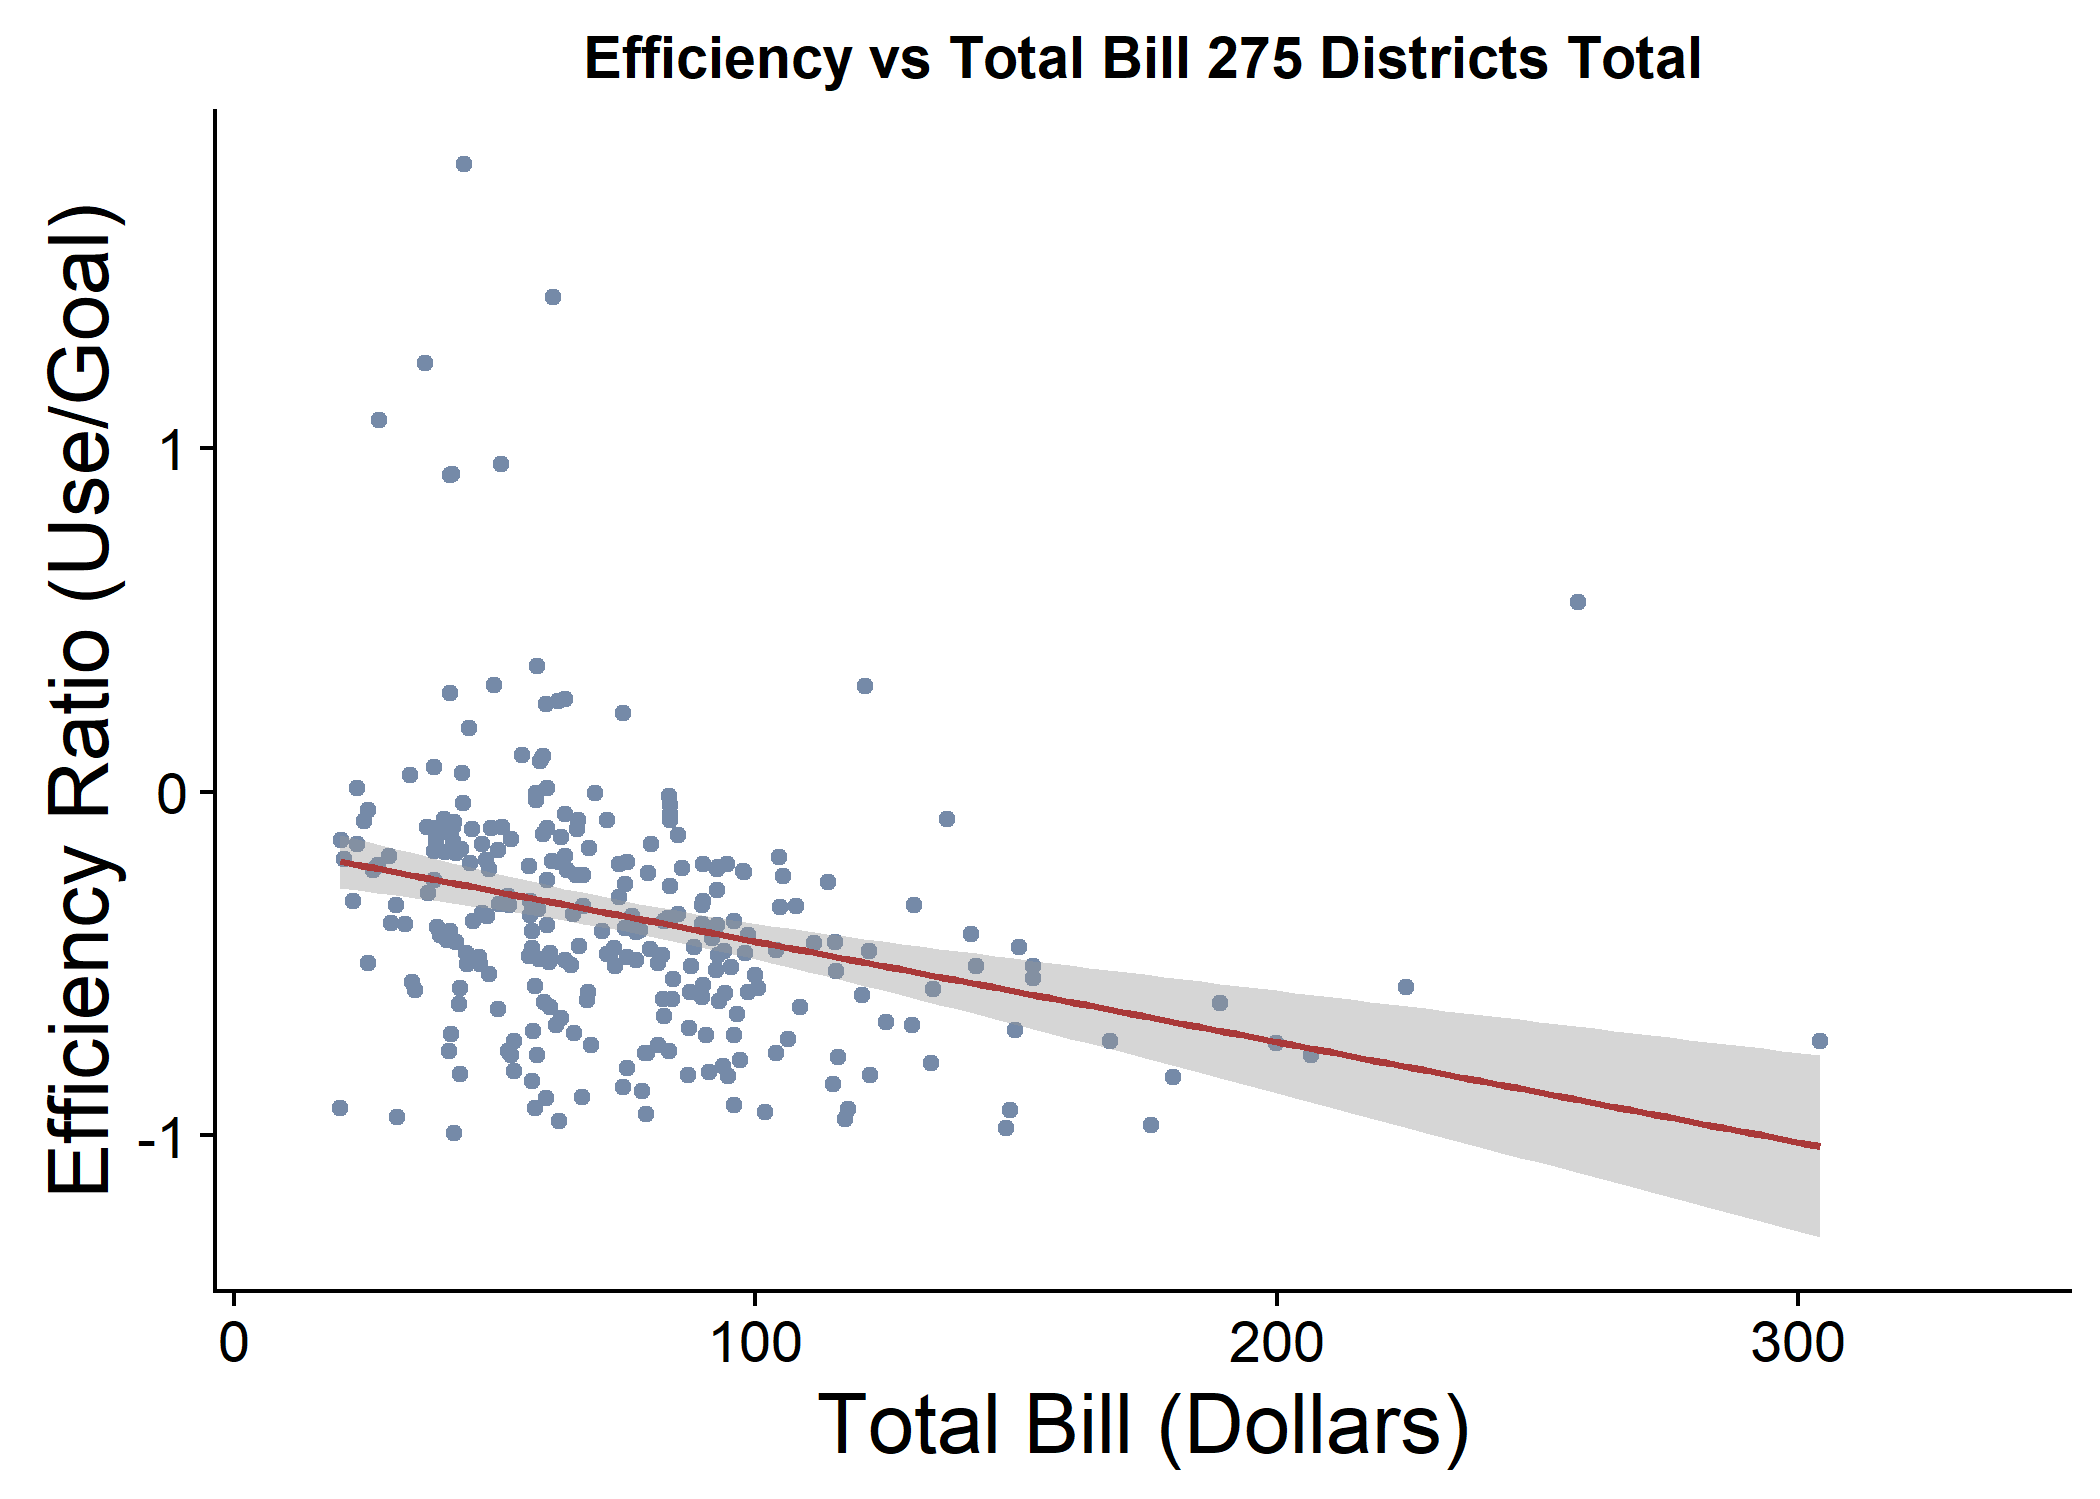 Efficiency vs Total Bill 275 Districts Total
Efficiency Ratio (Use/Goal)
1
0
-1
0 100 200 300
Total Bill (Dollars)